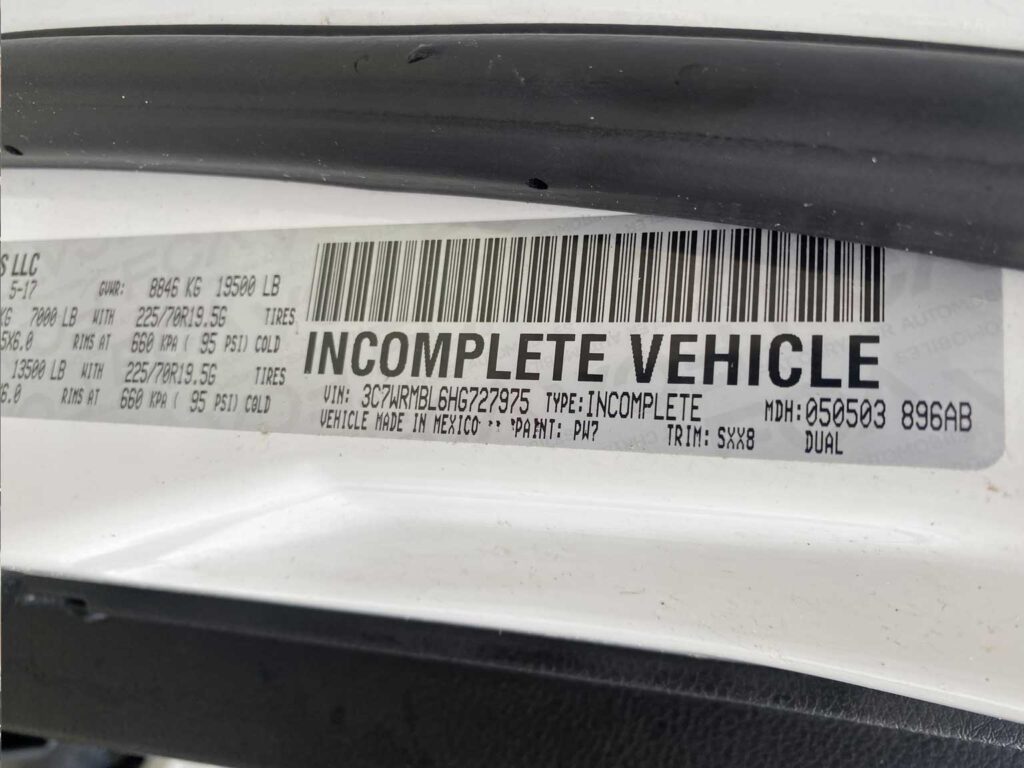 S LLC
5-17 GVWR: 8846 KG 19500 LB
KG 7000 LB WITH 225/70R19.5G TIRES
5X6.0 RIMS AT 660 KPA ( 95 PSI) COLD
13500 LB WITH 225/70R19.5G TIRES
X6.0 RIMS AT 660 KPA ( 95 PSI) COLD
INCOMPLETE VEHICLE
VIN: 3C7WRMBL6HG727975 TYPE: INCOMPLETE MDH: 050503 896AB
VEHICLE MADE IN MEXICO PAINT: PW7 TRIM: SXX8 DUAL